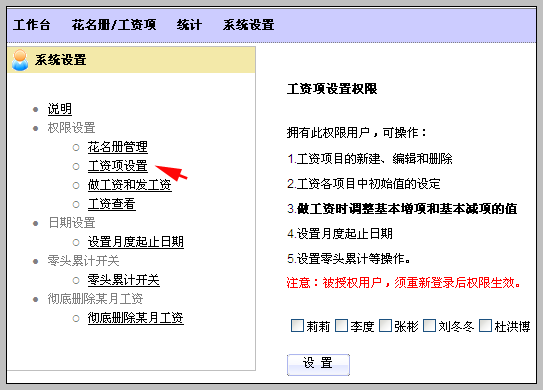 工作台 花名册/工资项 统计 系统设置
系统设置
说明
权限设置
花名册管理
工资项设置
做工资和发工资
工资查看
日期设置
设置月度起止日期
零头累计开关
零头累计开关
彻底删除某月工资
彻底删除某月工资
工资项设置权限
拥有此权限用户，可操作：
1.工资项目的新建、编辑和删除
2.工资各项目中初始值的设定
3.做工资时调整基本增项和基本减项的值
4.设置月度起止日期
5.设置零头累计等操作。
注意：被授权用户，须重新登录后权限生效。
莉莉 李度 张彬 刘冬冬 杜洪博
设 置